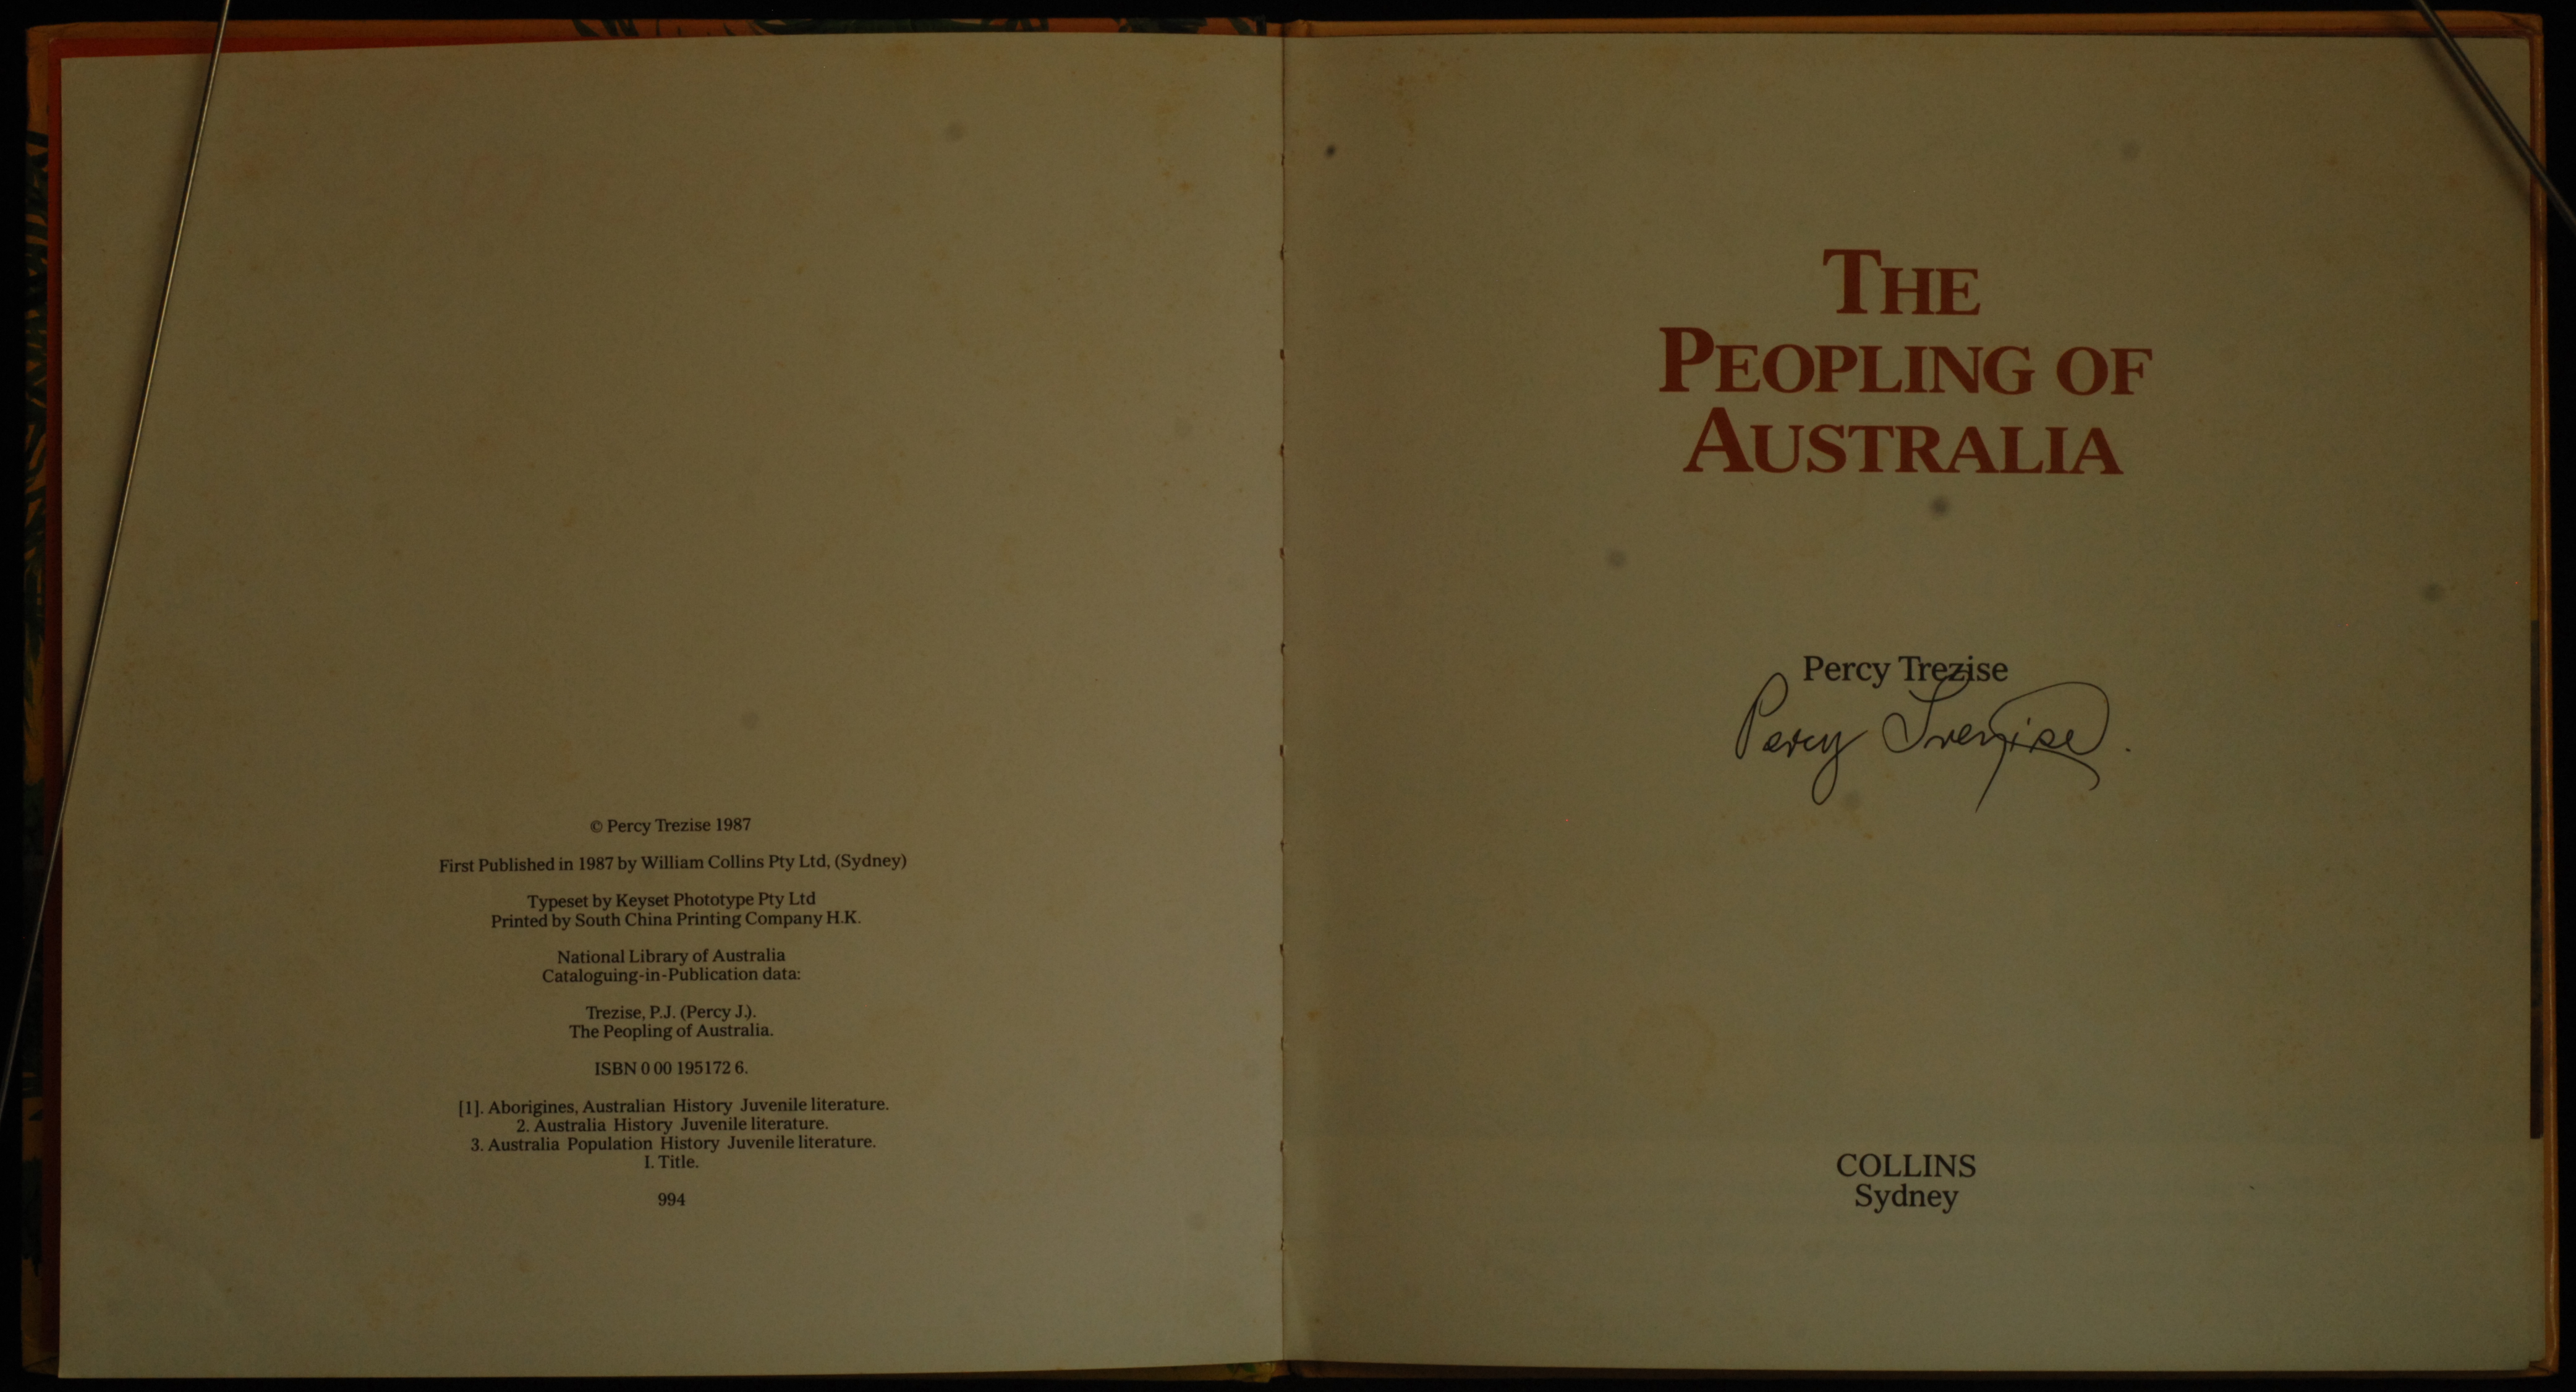 © Percy Trezise 1987
First Published in 1987 by William Collins Pty Ltd, (Sydney)
Typeset by Keyset Phototype Pty Ltd
Printed by South China Printing Company H.K.
National Library of Australia
Cataloguing-in-Publication data:
Trezise, P.J. (Percy J.).
The Peopling of Australia.
ISBN 0 00 195172 6.
[1]. Aborigines, Australian History Juvenile literature.
2. Australia History Juvenile literature.
3. Australia Population History Juvenile literature.
I. Title.
994
THE
PEOPLING OF
AUSTRALIA
Percy Trezise
Percy Trezise.
COLLINS
Sydney